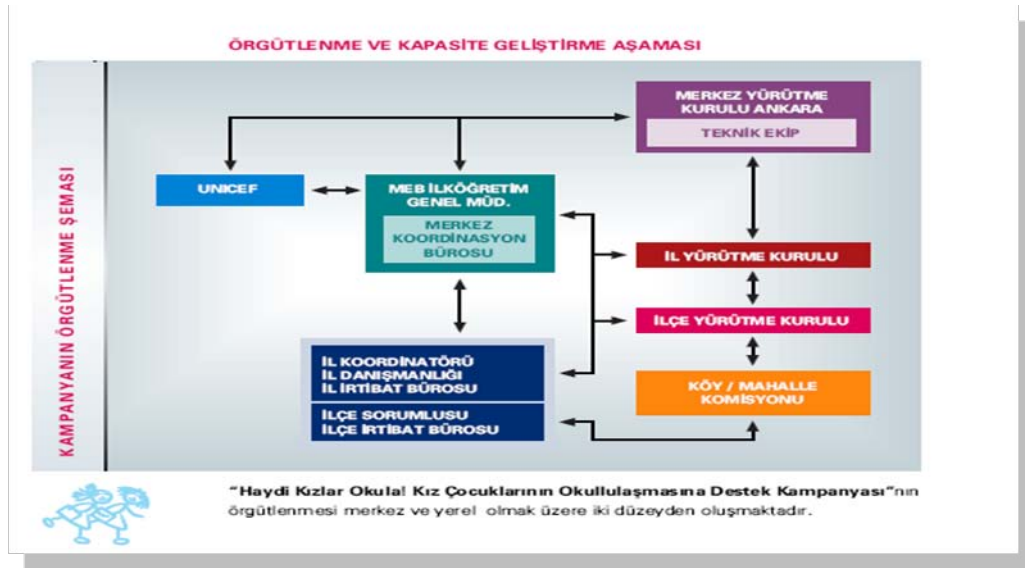 ÖRGÜTLENME VE KAPASİTE GELİŞTİRME AŞAMASI
KAMPANYANIN ÖRGÜTLENME ŞEMASI
MERKEZ YÜRÜTME
KURULU ANKARA
TEKNİK EKİP
UNICEF
MEB İLKÖĞRETİM
GENEL MÜD.
MERKEZ
KOORDİNASYON
BÜROSU
İL YÜRÜTME KURULU
İLÇE YÜRÜTME KURULU
İL KOORDİNATÖRÜ
İL DANIŞMANLIĞI
İL İRTİBAT BÜROSU
İLÇE SORUMLUSU
İLÇE İRTİBAT BÜROSU
KÖY / MAHALLE
KOMİSYONU
“Haydi Kızlar Okula! Kız Çocuklarının Okullulaşmasına Destek Kampanyası”nın
örgütlenmesi merkez ve yerel olmak üzere iki düzeyden oluşmaktadır.